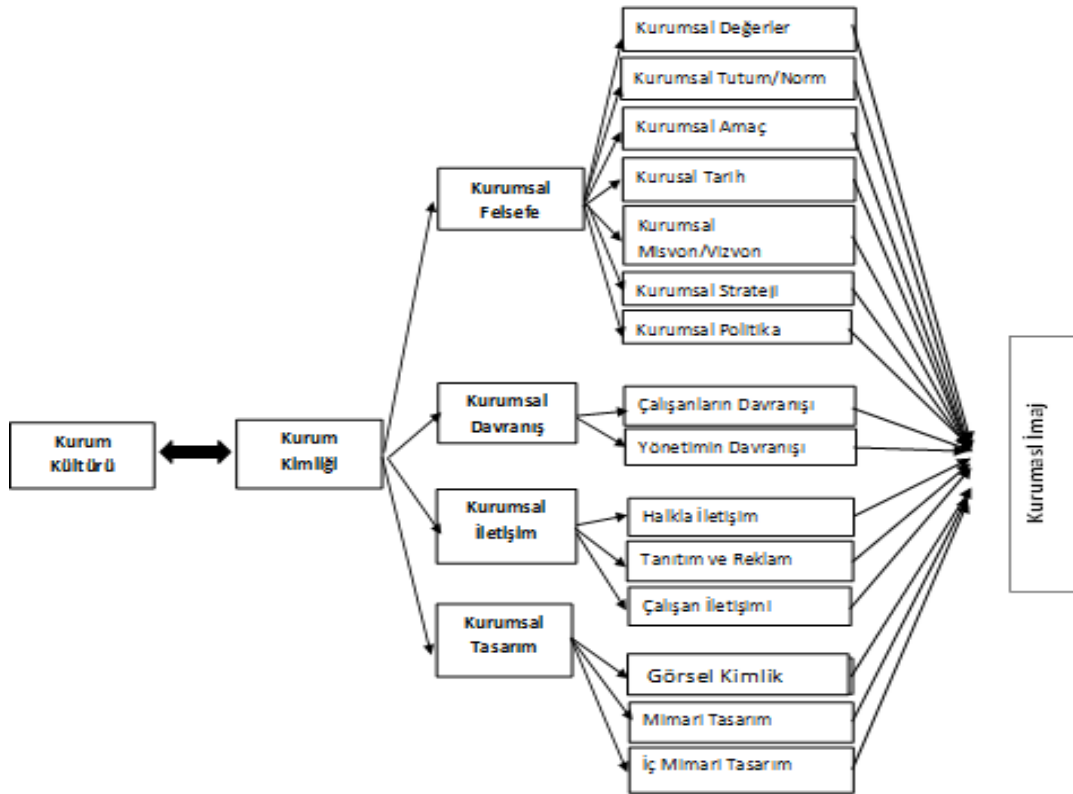 Kurum
Kültürü
Kurum
Kimliği
Kurumsal
Felsefe
Kurumsal Değerler
Kurumsal Tutum/Norm
Kurumsal Amaç
Kurusal Tarih
Kurumsal
Misyon/Vizyon
Kurumsal Strateji
Kurumsal Politika
Kurumsal
Davranış
Çalışanların Davranışı
Yönetimin Davranışı
Kurumsal
İletişim
Halkla İletişim
Tanıtım ve Reklam
Çalışan İletişimi
Kurumsal
Tasarım
Görsel Kimlik
Mimari Tasarım
İç Mimari Tasarım
Kurumasl İmaj